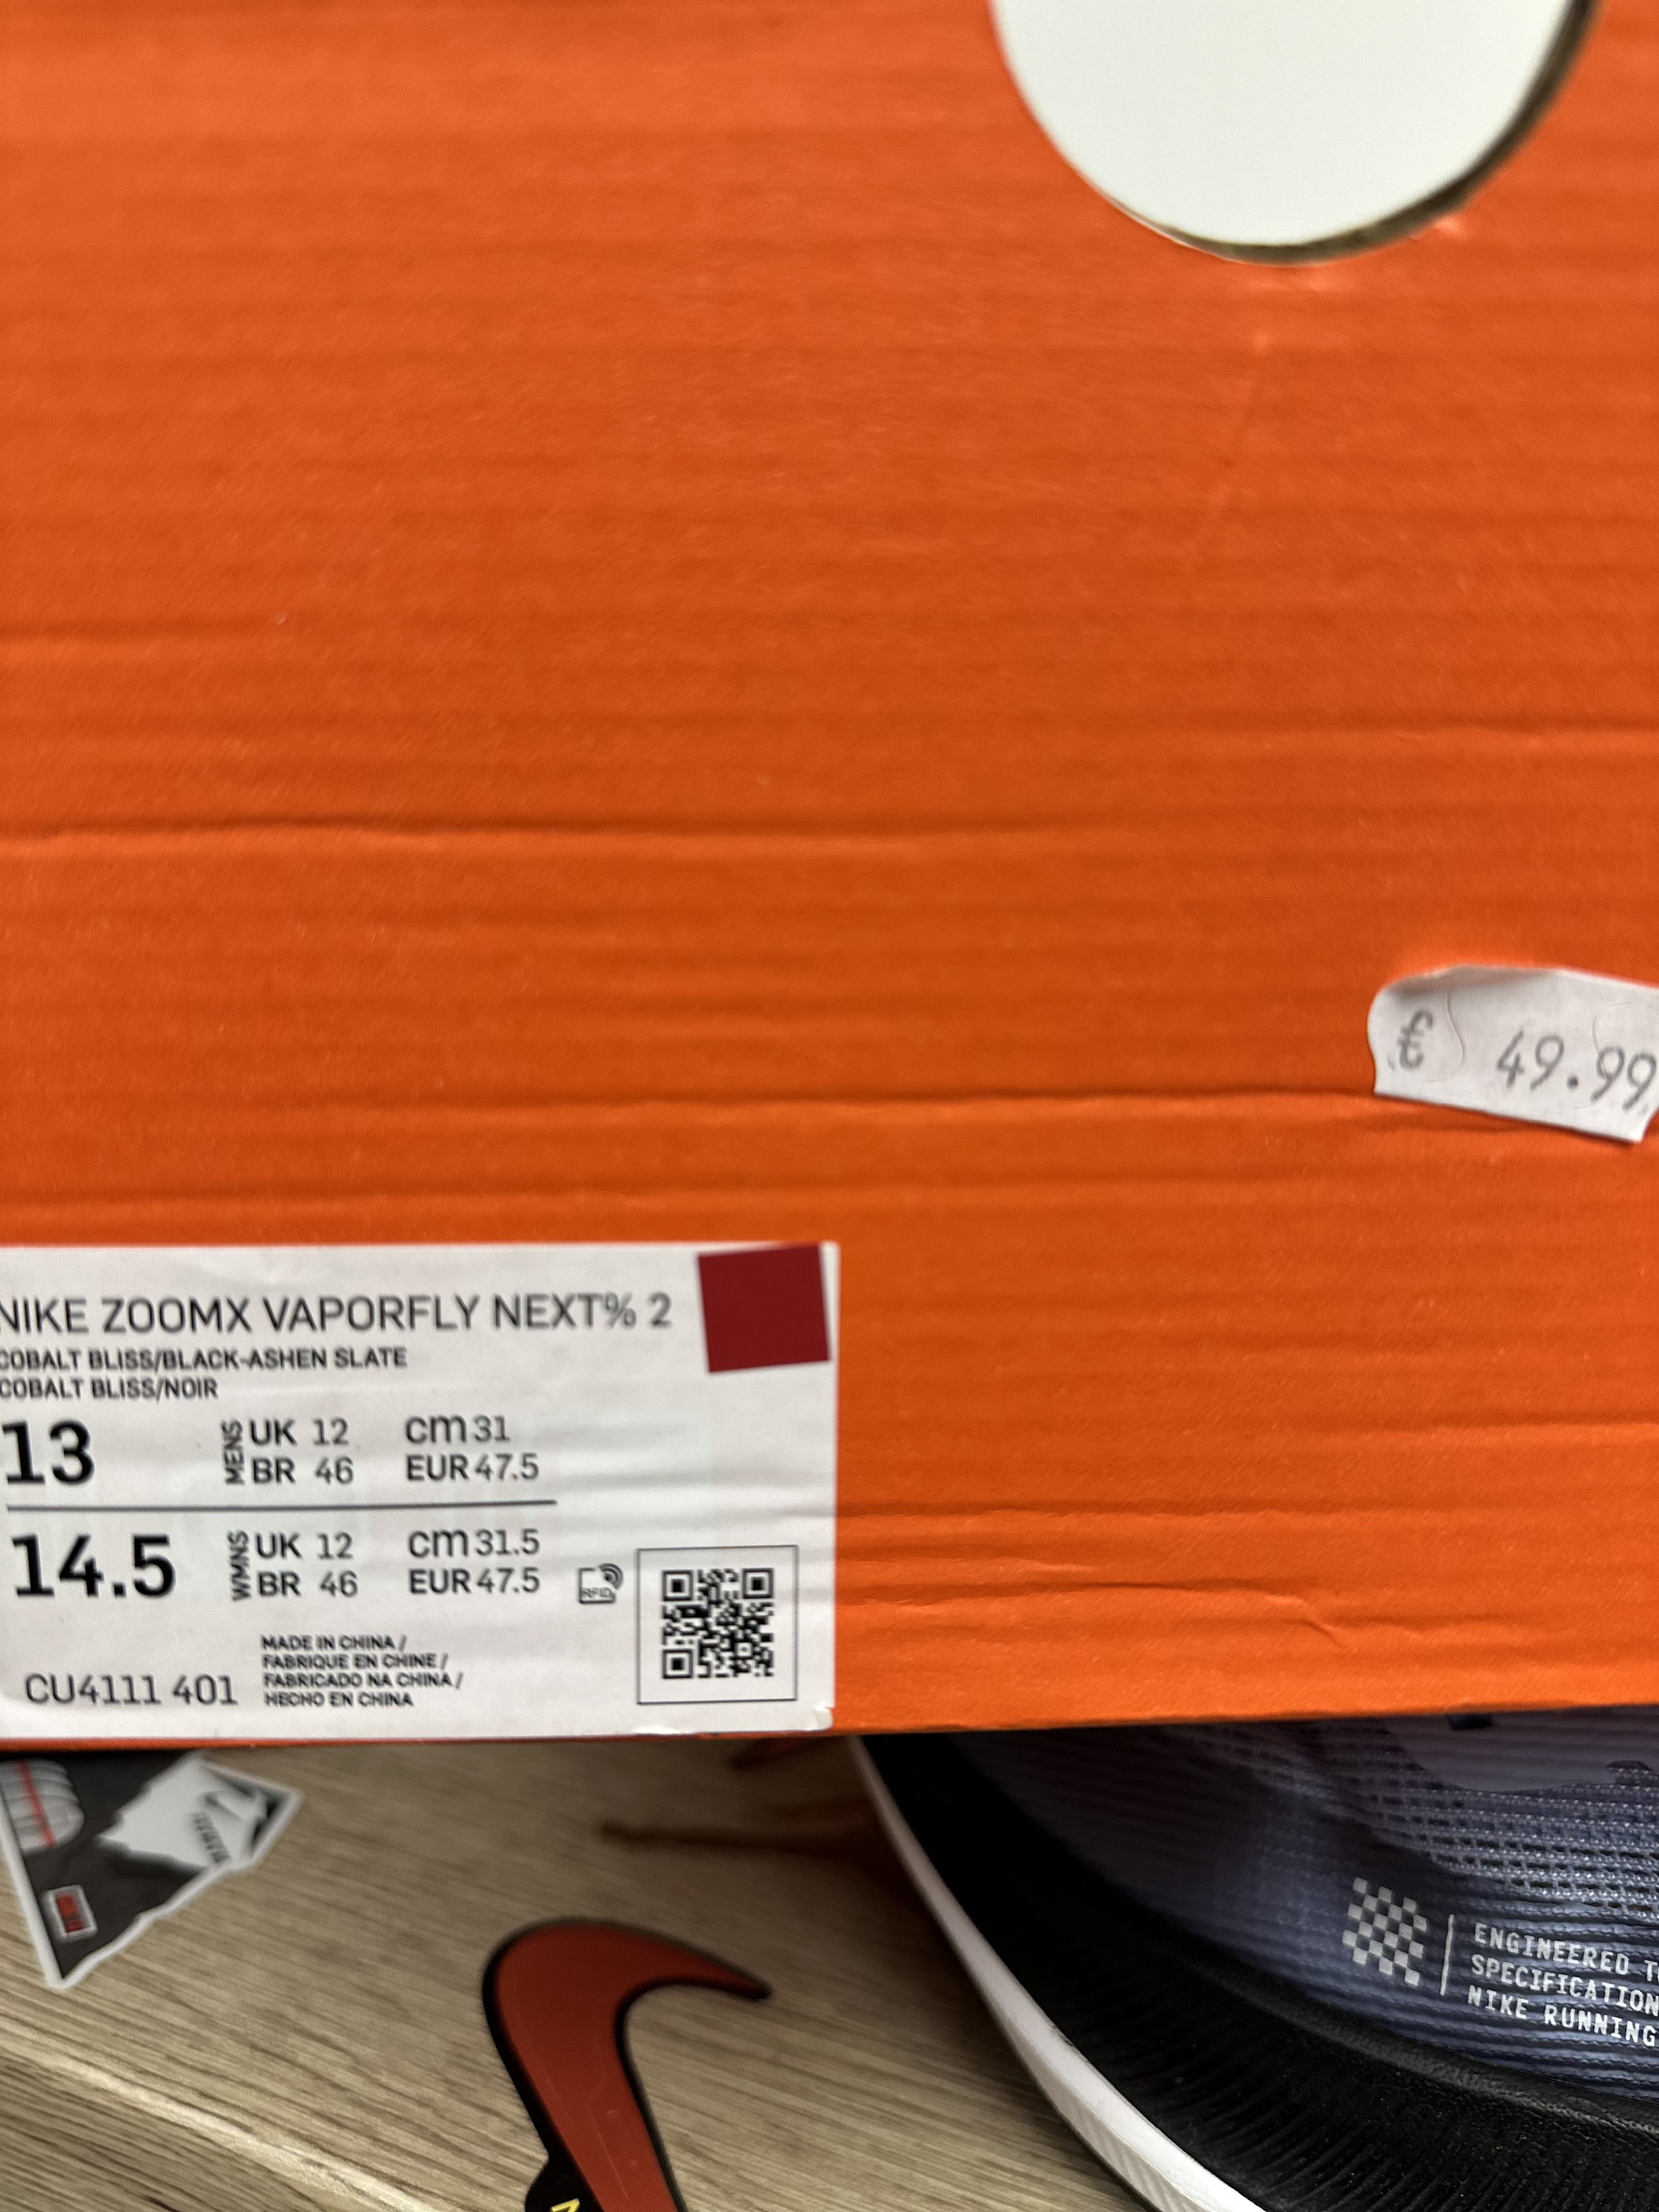 € 49.99
NIKE ZOOMX VAPORFLY NEXT% 2
COBALT BLISS/BLACK-ASHEN SLATE
COBALT BLISS/NOIR
13 MENS UK 12 cm 31
BR 46 EUR 47.5
14.5 WMNS UK 12 cm 31.5
BR 46 EUR 47.5
RFID
CU4111 401
MADE IN CHINA /
FABRIQUE EN CHINE /
FABRICADO NA CHINA /
HECHO EN CHINA
ENGINEERED T
SPECIFICATION
NIKE RUNNING